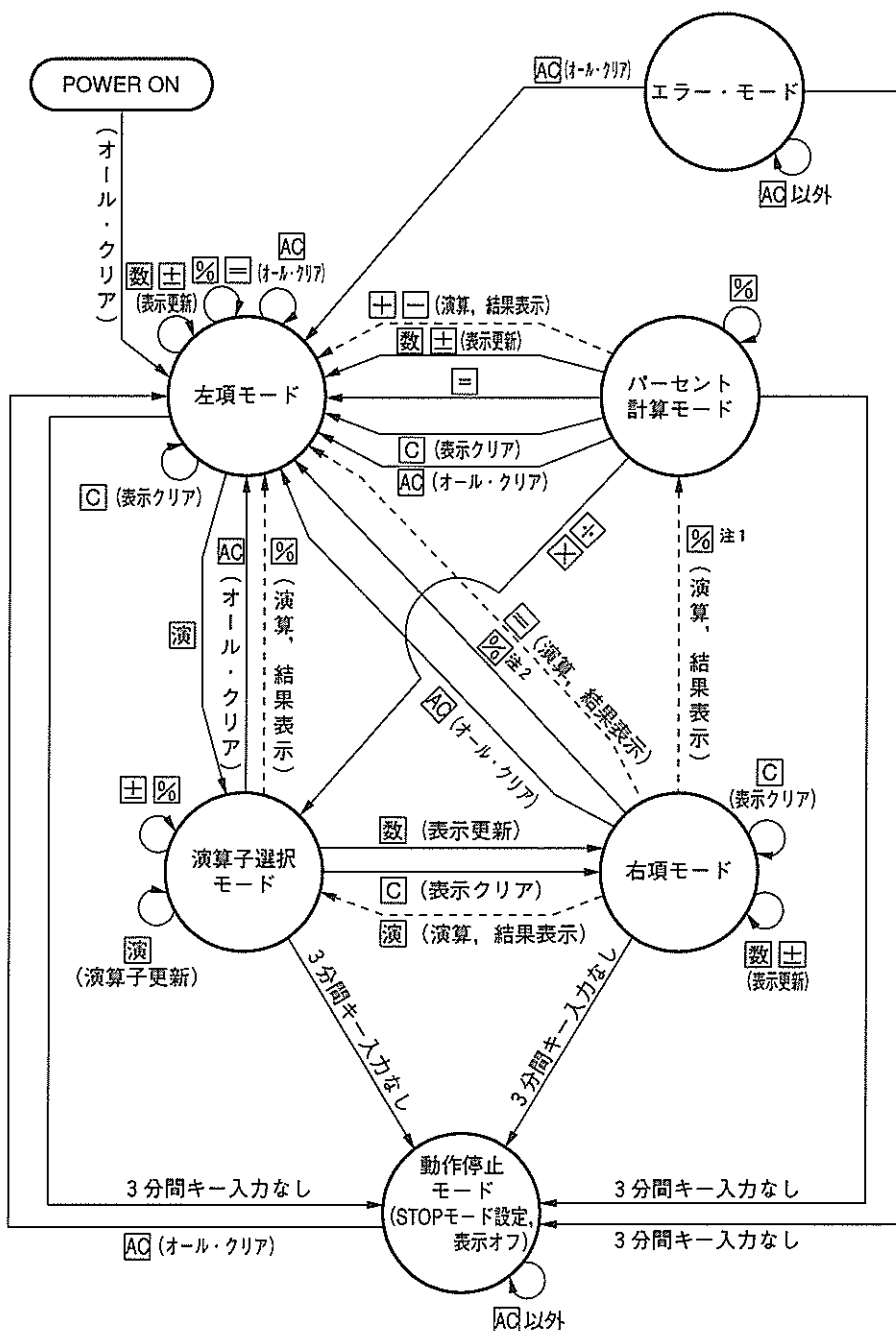 POWER ON
(オール・クリア)
AC (オール・クリア)
エラー・モード
AC 以外
数 ±
(表示更新)
% =
AC
(オール・クリア)
+ − (演算, 結果表示)
数 ± (表示更新)
=
C (表示クリア)
AC (オール・クリア)
%
左項モード
パーセント
計算モード
C (表示クリア)
演
AC (オール・クリア)
% (演算, 結果表示)
× ÷
= (演算, 結果表示)
% 注2
AC (オール・クリア)
% 注1
(演算, 結果表示)
± %
演算子選択
モード
演
(演算子更新)
数 (表示更新)
C (表示クリア)
演 (演算, 結果表示)
右項モード
C
(表示クリア)
数 ±
(表示更新)
3分間キー入力なし
3分間キー入力なし
3分間キー入力なし
AC (オール・クリア)
動作停止
モード
(STOPモード設定,
表示オフ)
3分間キー入力なし
3分間キー入力なし
AC 以外